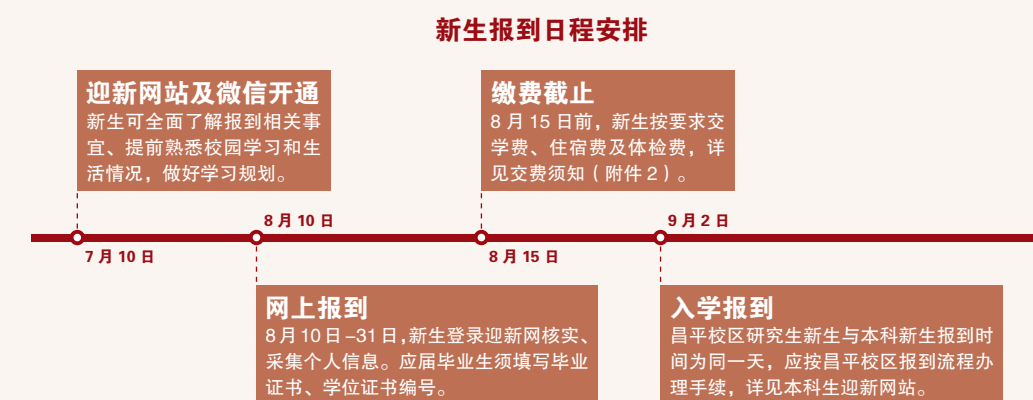 新生报到日程安排
迎新网站及微信开通
新生可全面了解报到相关事
宜、提前熟悉校园学习和生
活情况，做好学习规划。
缴费截止
8 月 15 日前，新生按要求交
学费、住宿费及体检费，详
见交费须知（附件 2）。
8 月 10 日
9 月 2 日
7 月 10 日
8 月 15 日
网上报到
8月10日–31日,新生登录迎新网核实、
采集个人信息。应届毕业生须填写毕业
证书、学位证书编号。
入学报到
昌平校区研究生新生与本科新生报到时
间为同一天，应按昌平校区报到流程办
理手续，详见本科生迎新网站。